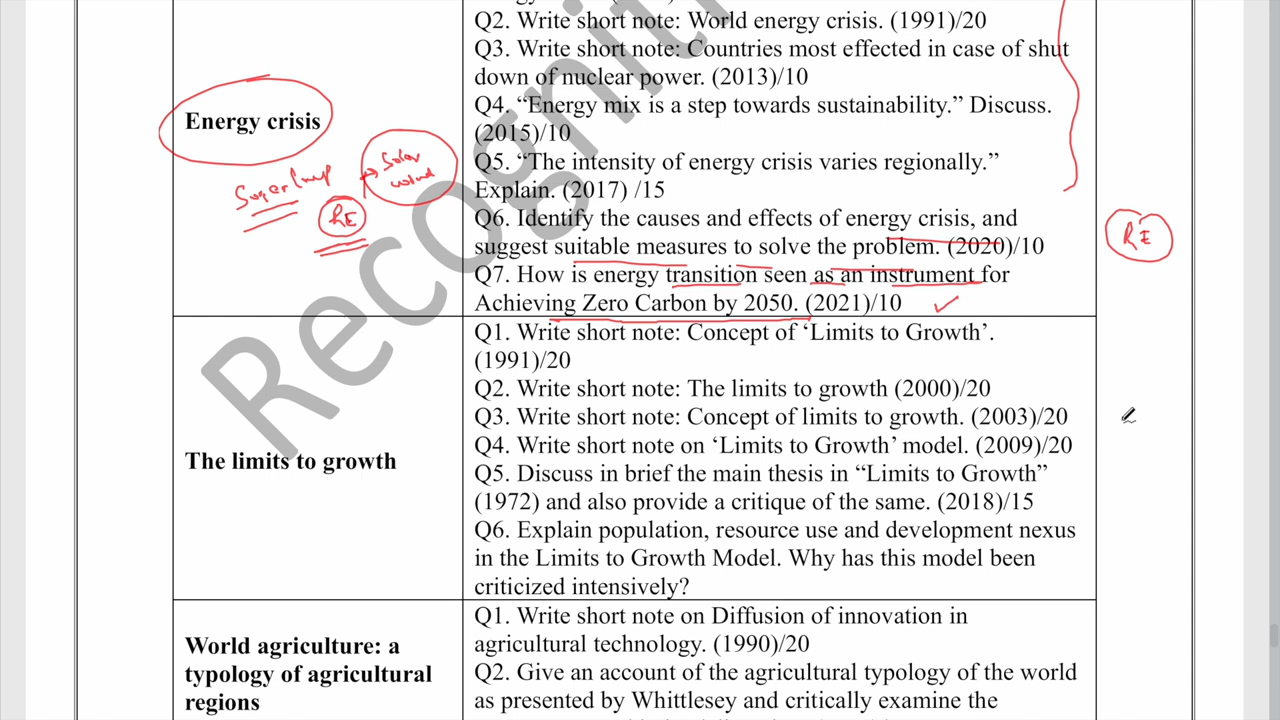 Q2. Write short note: World energy crisis. (1991)/20
Q3. Write short note: Countries most effected in case of shut
down of nuclear power. (2013)/10
Energy crisis
Q4. “Energy mix is a step towards sustainability.” Discuss.
(2015)/10
Q5. “The intensity of energy crisis varies regionally.”
Explain. (2017) /15
Q6. Identify the causes and effects of energy crisis, and
suggest suitable measures to solve the problem. (2020)/10
Q7. How is energy transition seen as an instrument for
Achieving Zero Carbon by 2050. (2021)/10
Solar
wind
RE
RE
The limits to growth
Q1. Write short note: Concept of ‘Limits to Growth’.
(1991)/20
Q2. Write short note: The limits to growth (2000)/20
Q3. Write short note: Concept of limits to growth. (2003)/20
Q4. Write short note on ‘Limits to Growth’ model. (2009)/20
Q5. Discuss in brief the main thesis in “Limits to Growth”
(1972) and also provide a critique of the same. (2018)/15
Q6. Explain population, resource use and development nexus
in the Limits to Growth Model. Why has this model been
criticized intensively?
World agriculture: a
typology of agricultural
regions
Q1. Write short note on Diffusion of innovation in
agricultural technology. (1990)/20
Q2. Give an account of the agricultural typology of the world
as presented by Whittlesey and critically examine the
Recogniti